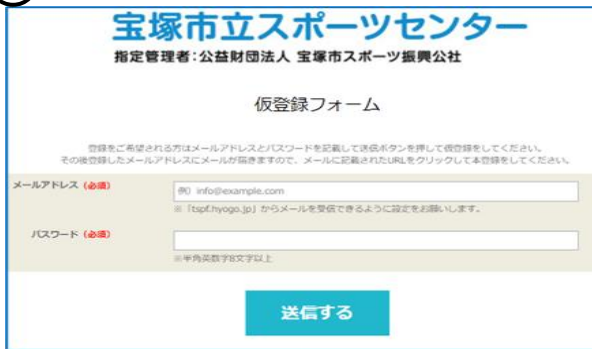 宝塚市立スポーツセンター
指定管理者:公益財団法人 宝塚市スポーツ振興公社
仮登録フォーム
登録をご希望される方はメールアドレスとパスワードを記載して送信ボタンを押して仮登録をしてください。
その後登録したメールアドレスにメールが届きますので、メールに記載されたURLをクリックして本登録をしてください。
メールアドレス (必須)
例) info@example.com
※「tspf.hyogo.jp」からメールを受信できるように設定をお願いします。
パスワード (必須)
※半角英数字8文字以上
送信する